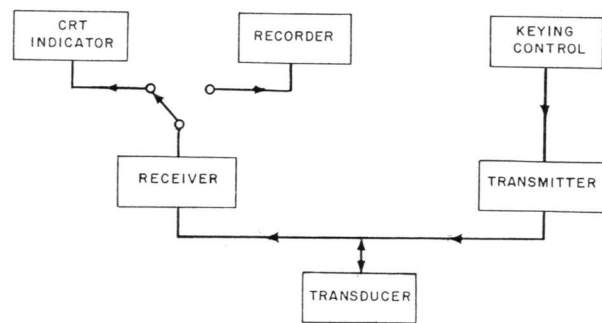 CRT
INDICATOR
RECORDER
KEYING
CONTROL
RECEIVER
TRANSMITTER
TRANSDUCER